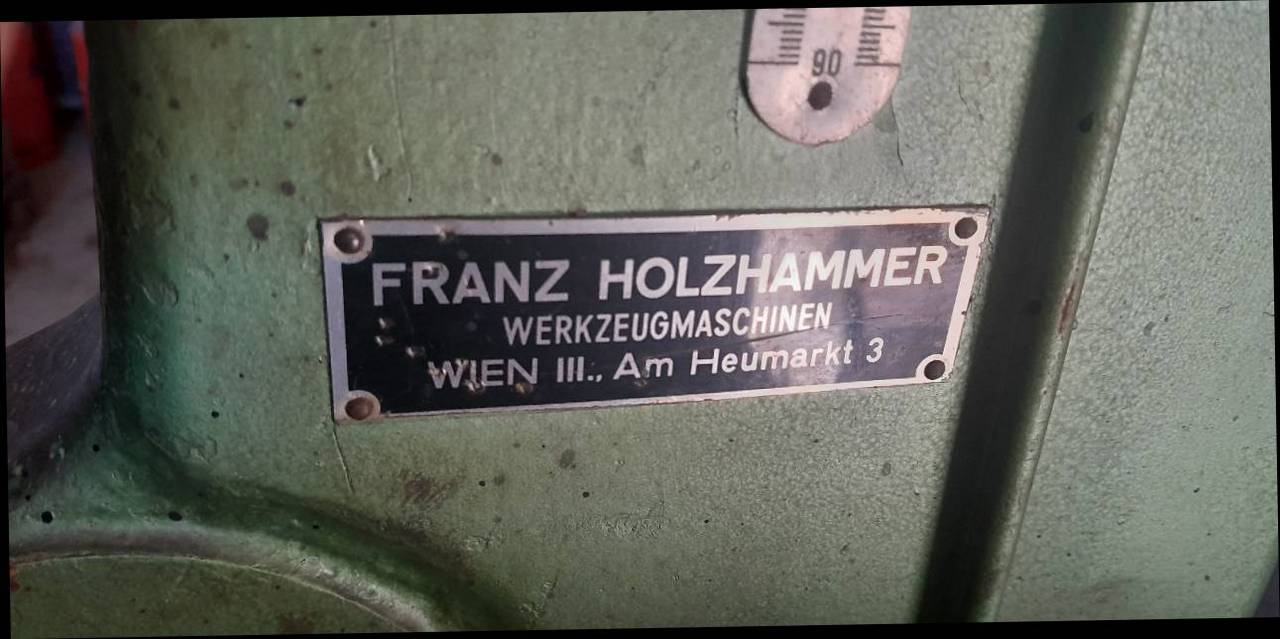 90
FRANZ HOLZHAMMER
WERKZEUGMASCHINEN
WIEN III., Am Heumarkt 3